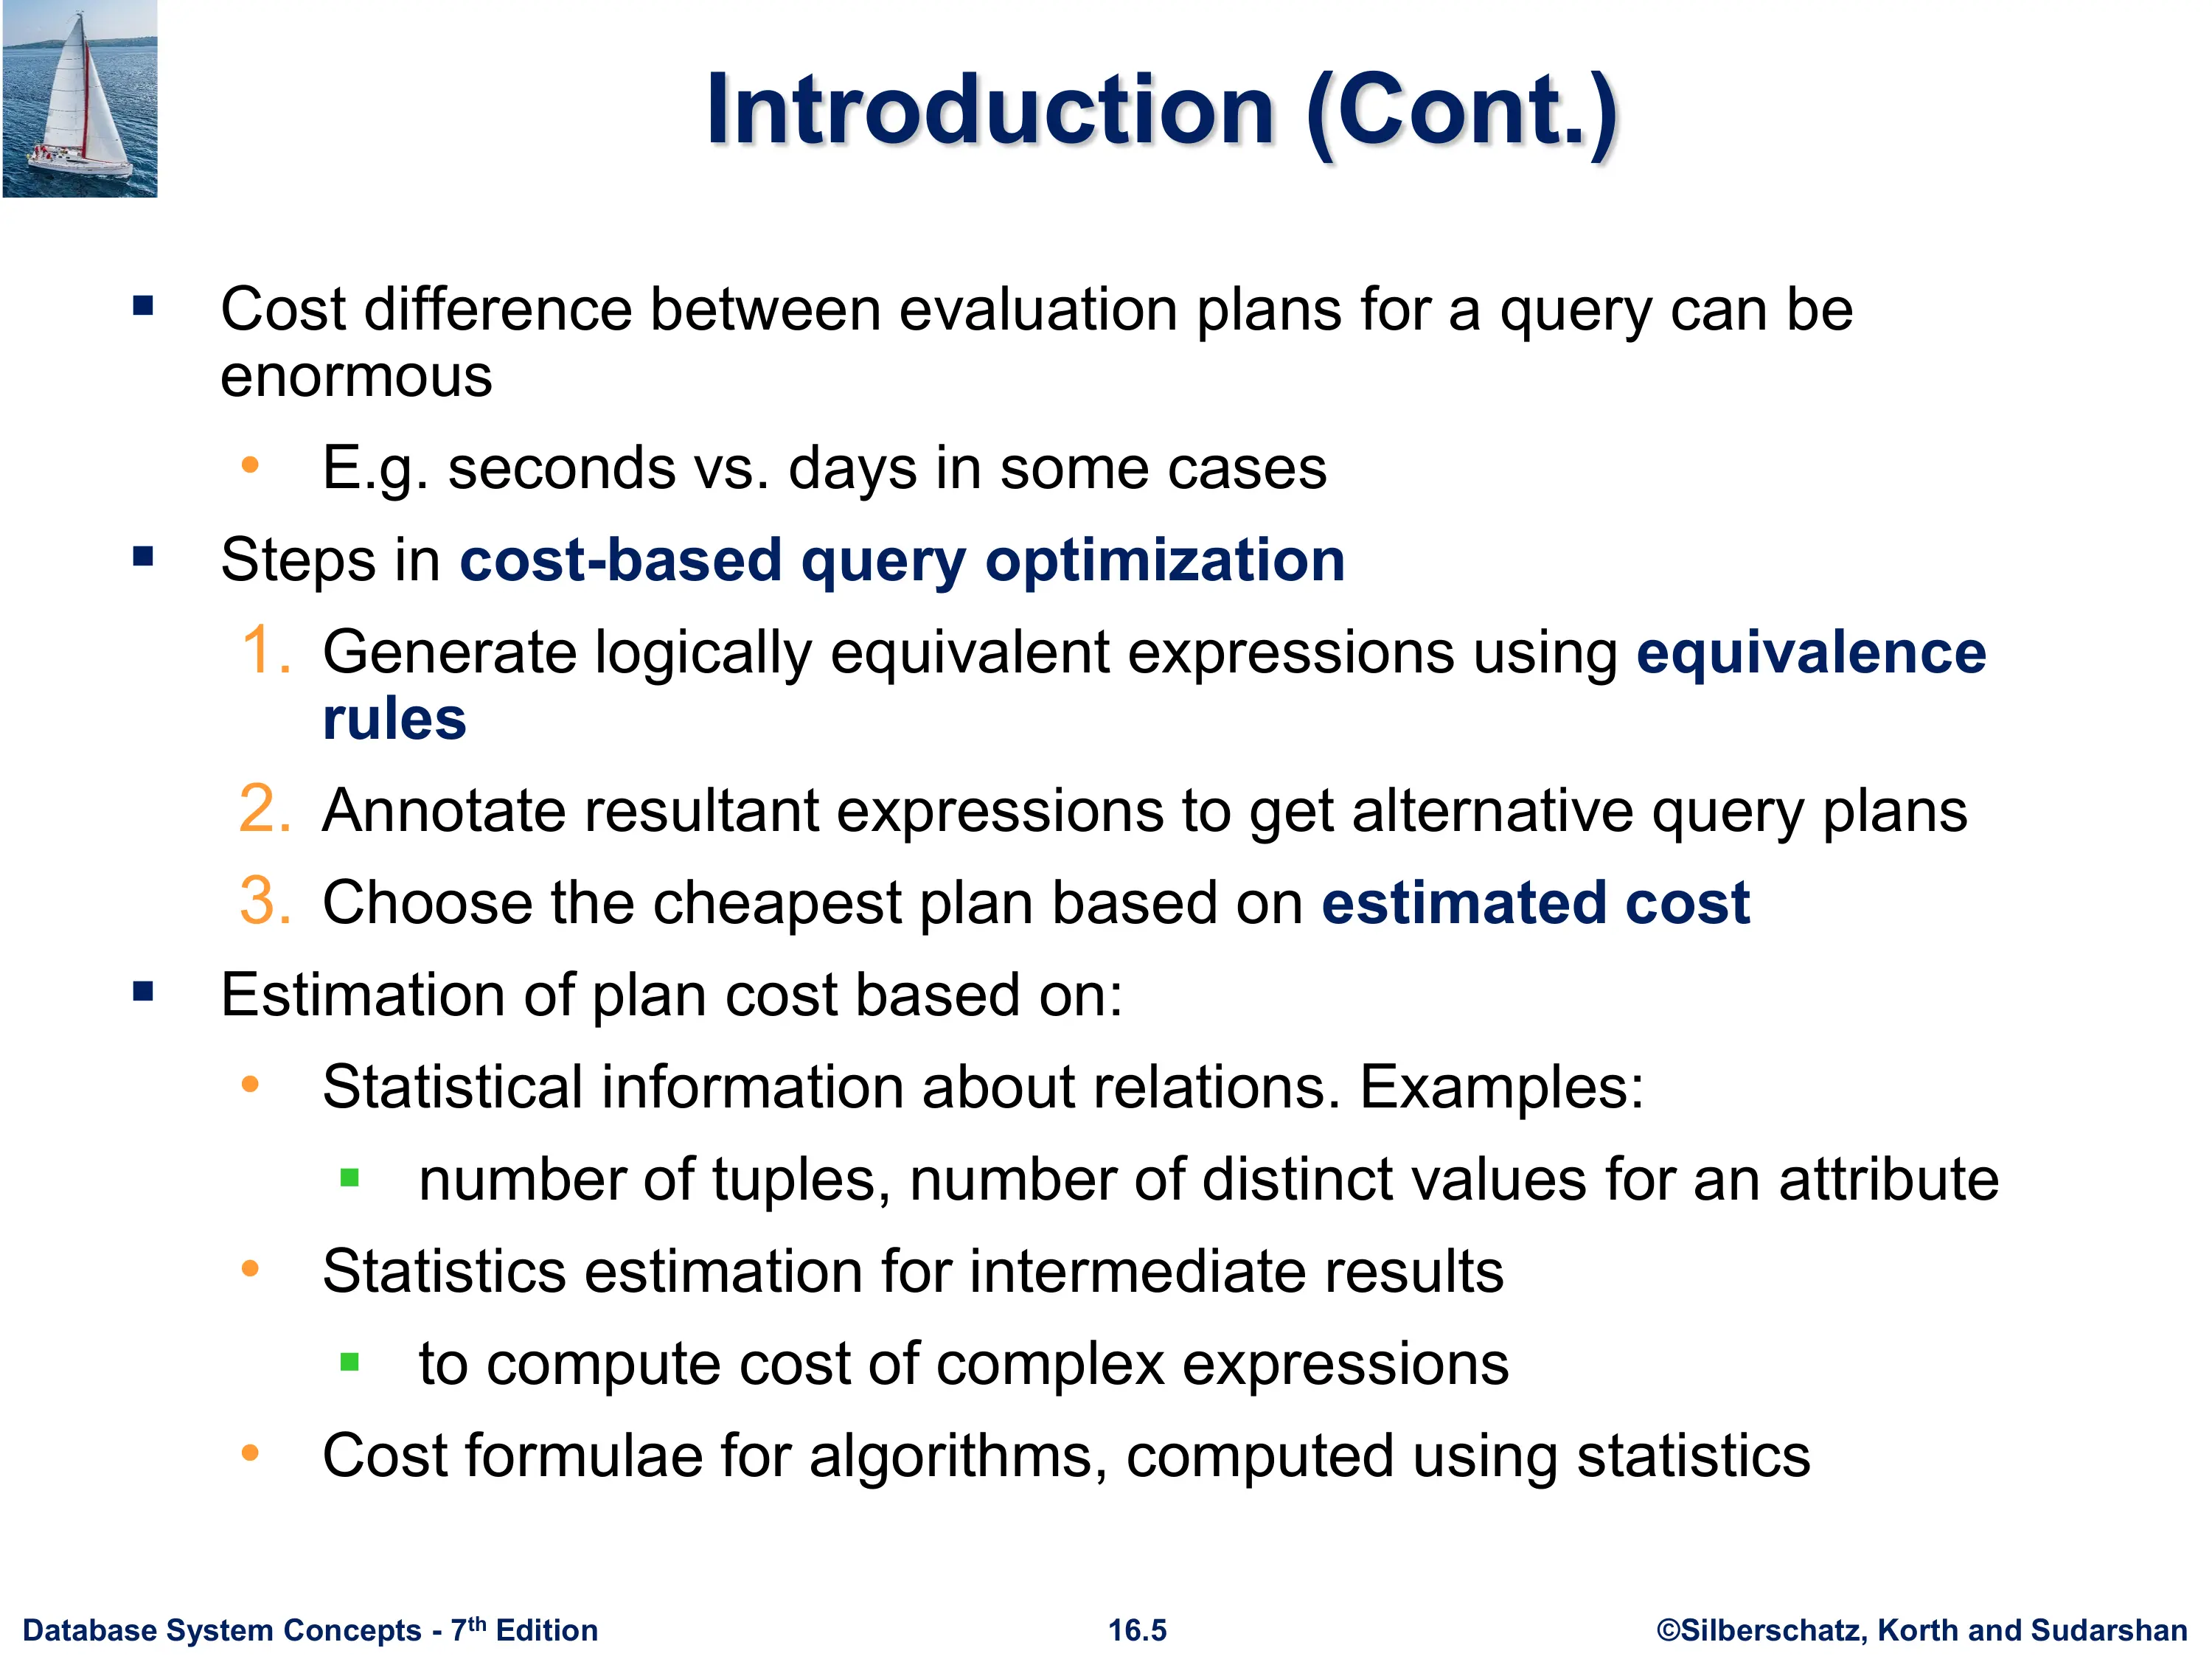 Introduction (Cont.)
▪ Cost difference between evaluation plans for a query can be
enormous
• E.g. seconds vs. days in some cases
▪ Steps in cost-based query optimization
1. Generate logically equivalent expressions using equivalence
rules
2. Annotate resultant expressions to get alternative query plans
3. Choose the cheapest plan based on estimated cost
▪ Estimation of plan cost based on:
• Statistical information about relations. Examples:
▪ number of tuples, number of distinct values for an attribute
• Statistics estimation for intermediate results
▪ to compute cost of complex expressions
• Cost formulae for algorithms, computed using statistics
Database System Concepts - 7th Edition 16.5 ©Silberschatz, Korth and Sudarshan